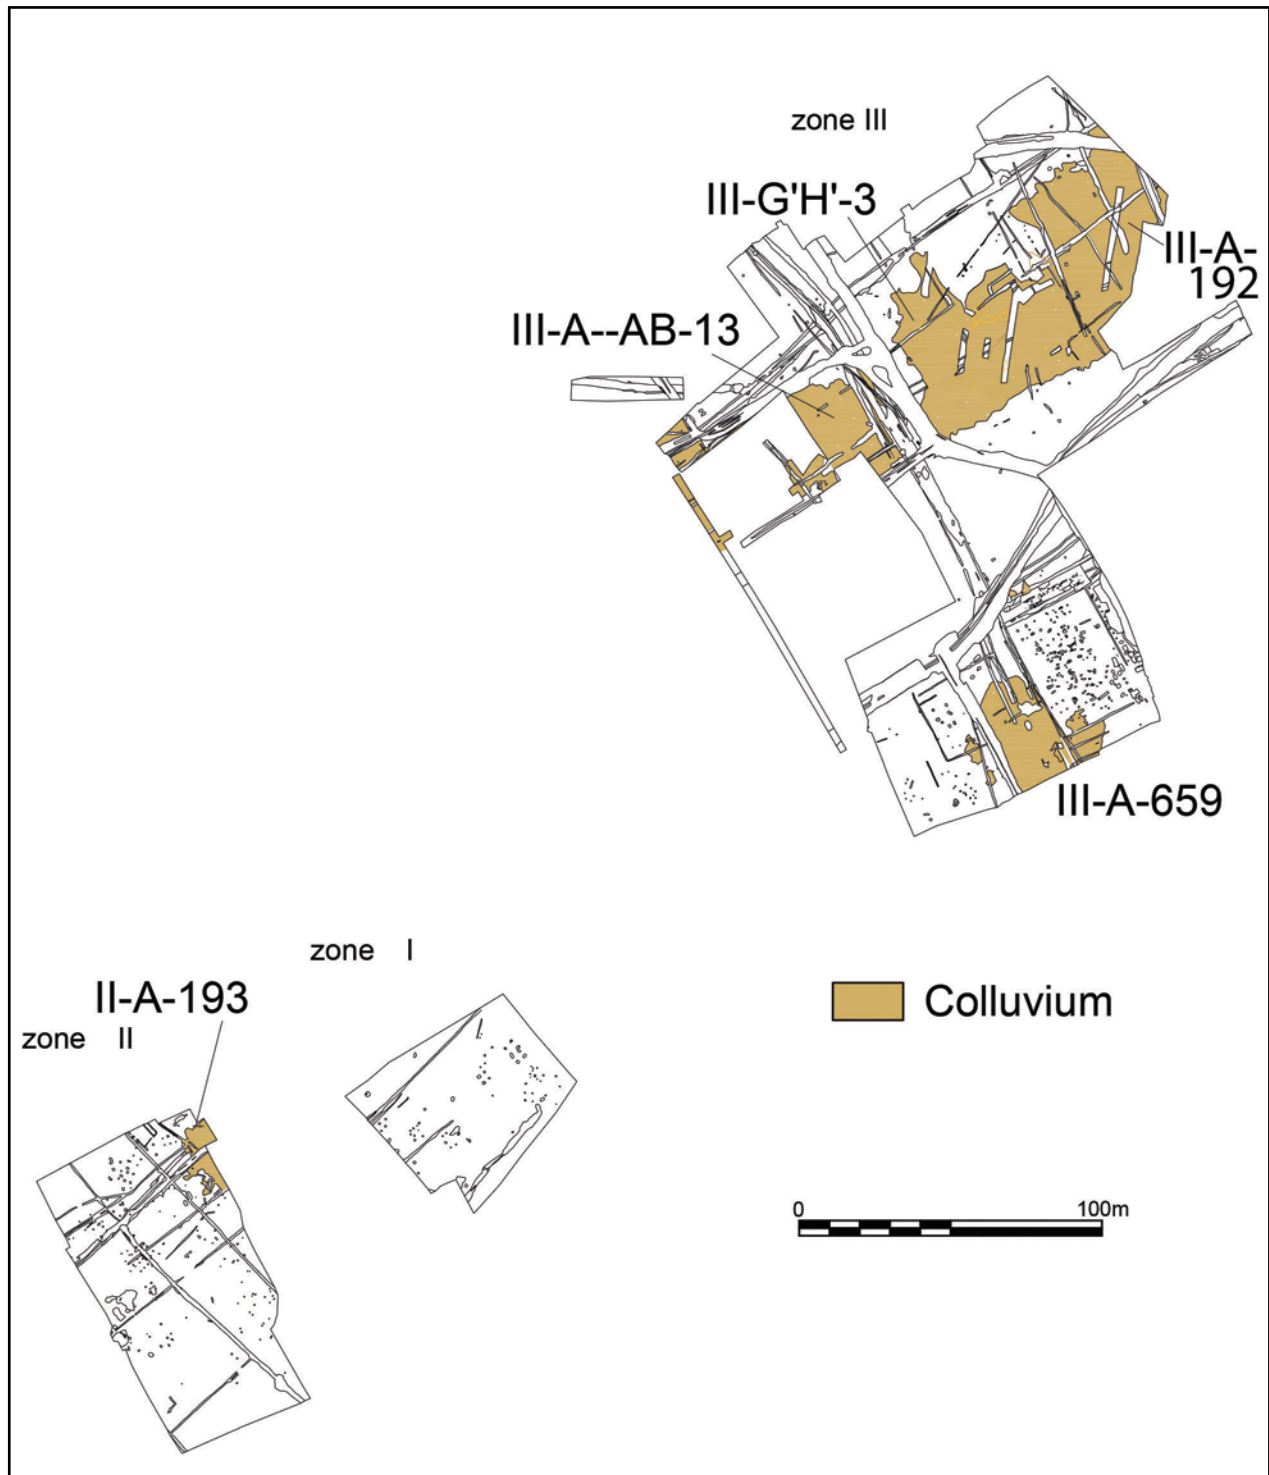 zone III
III-G'H'-3
III-A-
192
III-A--AB-13
III-A-659
zone I
II-A-193
zone II
Colluvium
0 100m